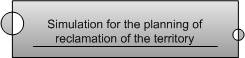 Simulation for the planning of
reclamation of the territory